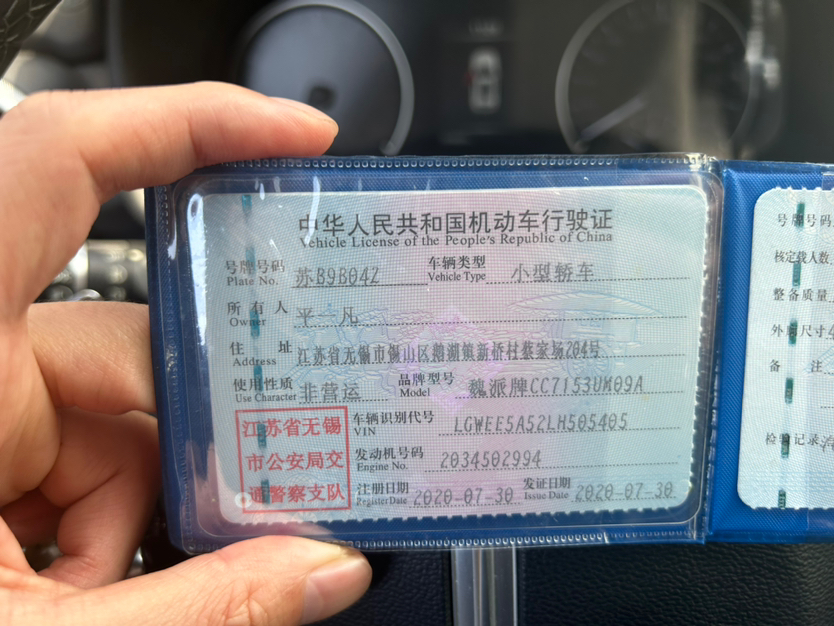 中华人民共和国机动车行驶证
Vehicle License of the People's Republic of China
号牌号码 Plate No. 苏B9B04Z 车辆类型 Vehicle Type 小型轿车
所有人 Owner 平一凡
住址 Address 江苏省无锡市锡山区鹅湖镇新桥村蔡家场204号
使用性质 Use Character 非营运 品牌型号 Model 魏派牌CC7153UM09A
江苏省无锡
市公安局交
通警察支队
车辆识别代号 VIN LGWEE5A52LH505405
发动机号码 Engine No. 2034502994
注册日期 Register Date 2020-07-30 发证日期 Issue Date 2020-07-30
号牌号码
核定载人数
整备质量
外廓尺寸
备注
检验记录